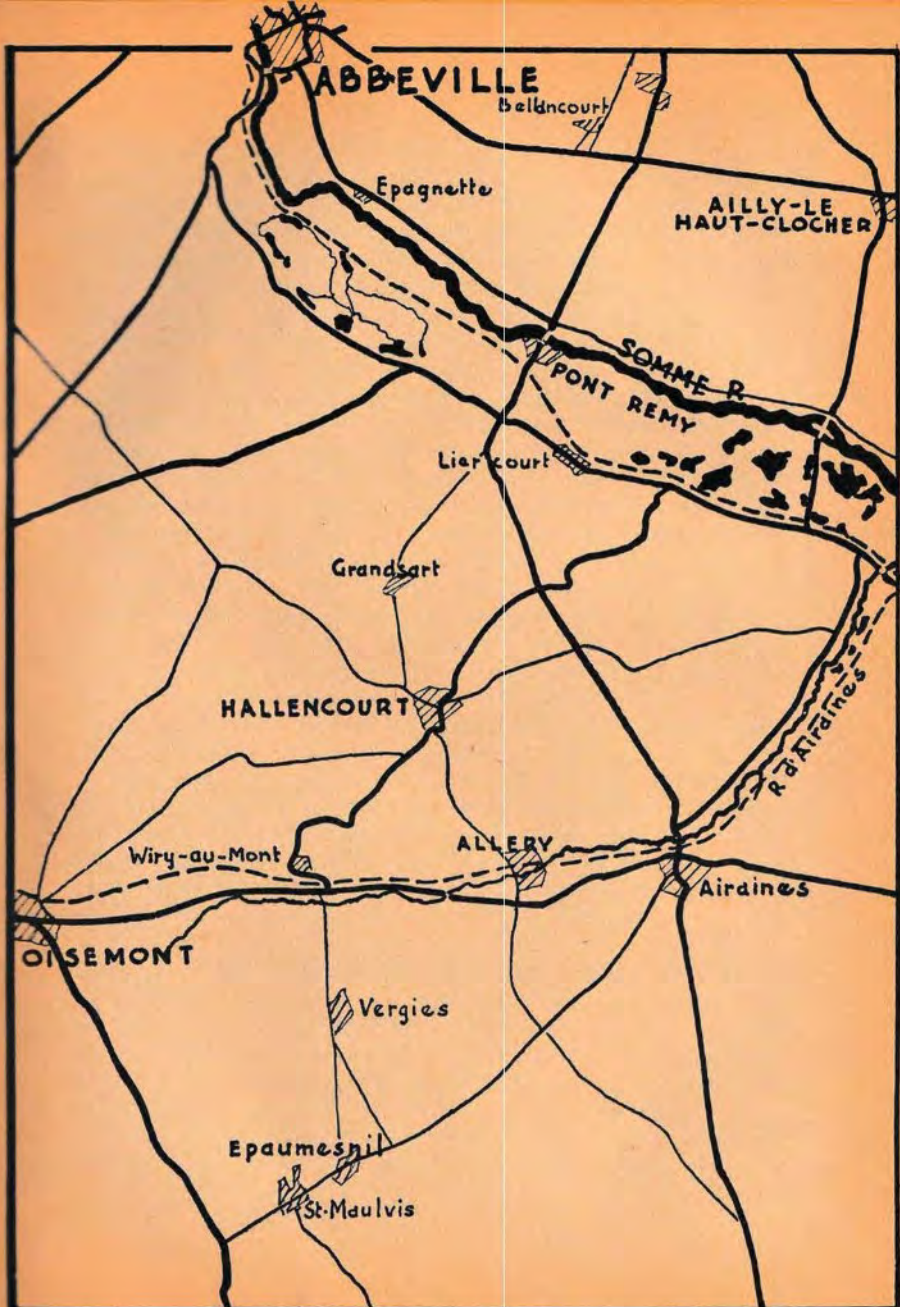 ABBEVILLE
Bellancourt
Epagnette
AILLY-LE
HAUT-CLOCHER
SOMME R
PONT REMY
Liercourt
Grandsart
HALLENCOURT
R d'Airaines
Wiry-au-Mont
ALLERY
Airaines
OISEMONT
Vergies
Epaumesnil
St-Maulvis